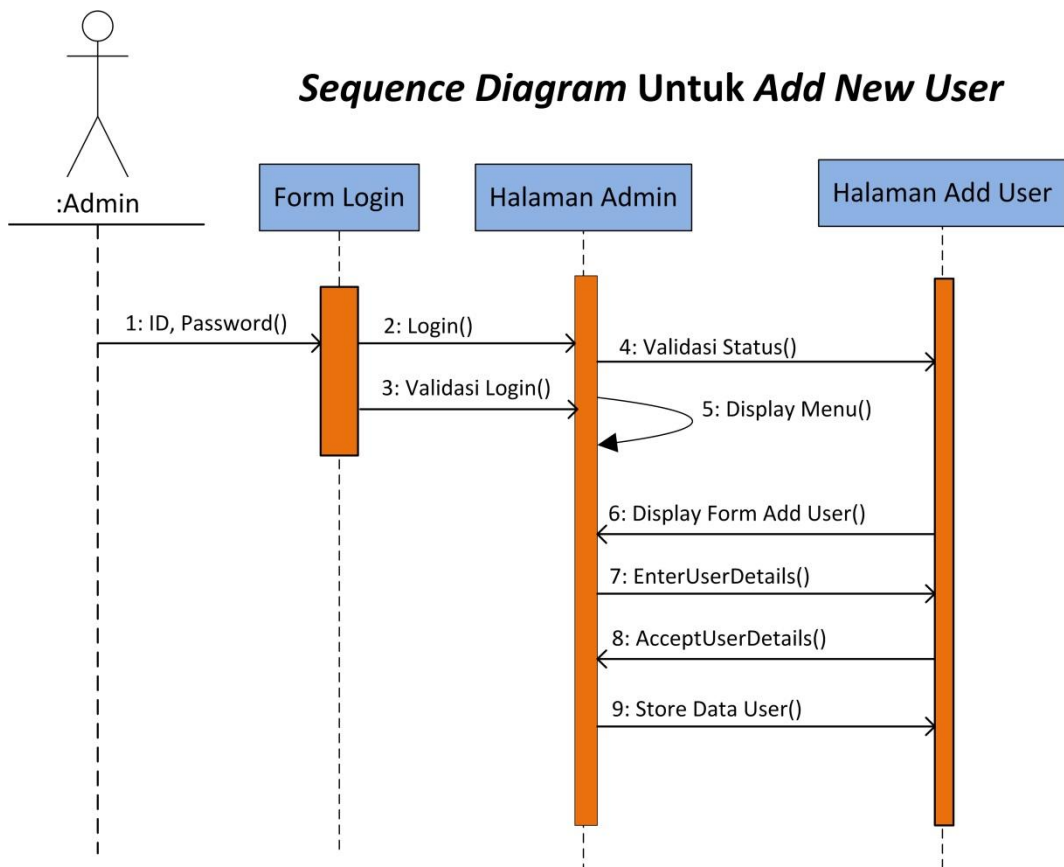 Sequence Diagram Untuk Add New User
:Admin
Form Login
Halaman Admin
Halaman Add User
1: ID, Password()
2: Login()
4: Validasi Status()
3: Validasi Login()
5: Display Menu()
6: Display Form Add User()
7: EnterUserDetails()
8: AcceptUserDetails()
9: Store Data User()